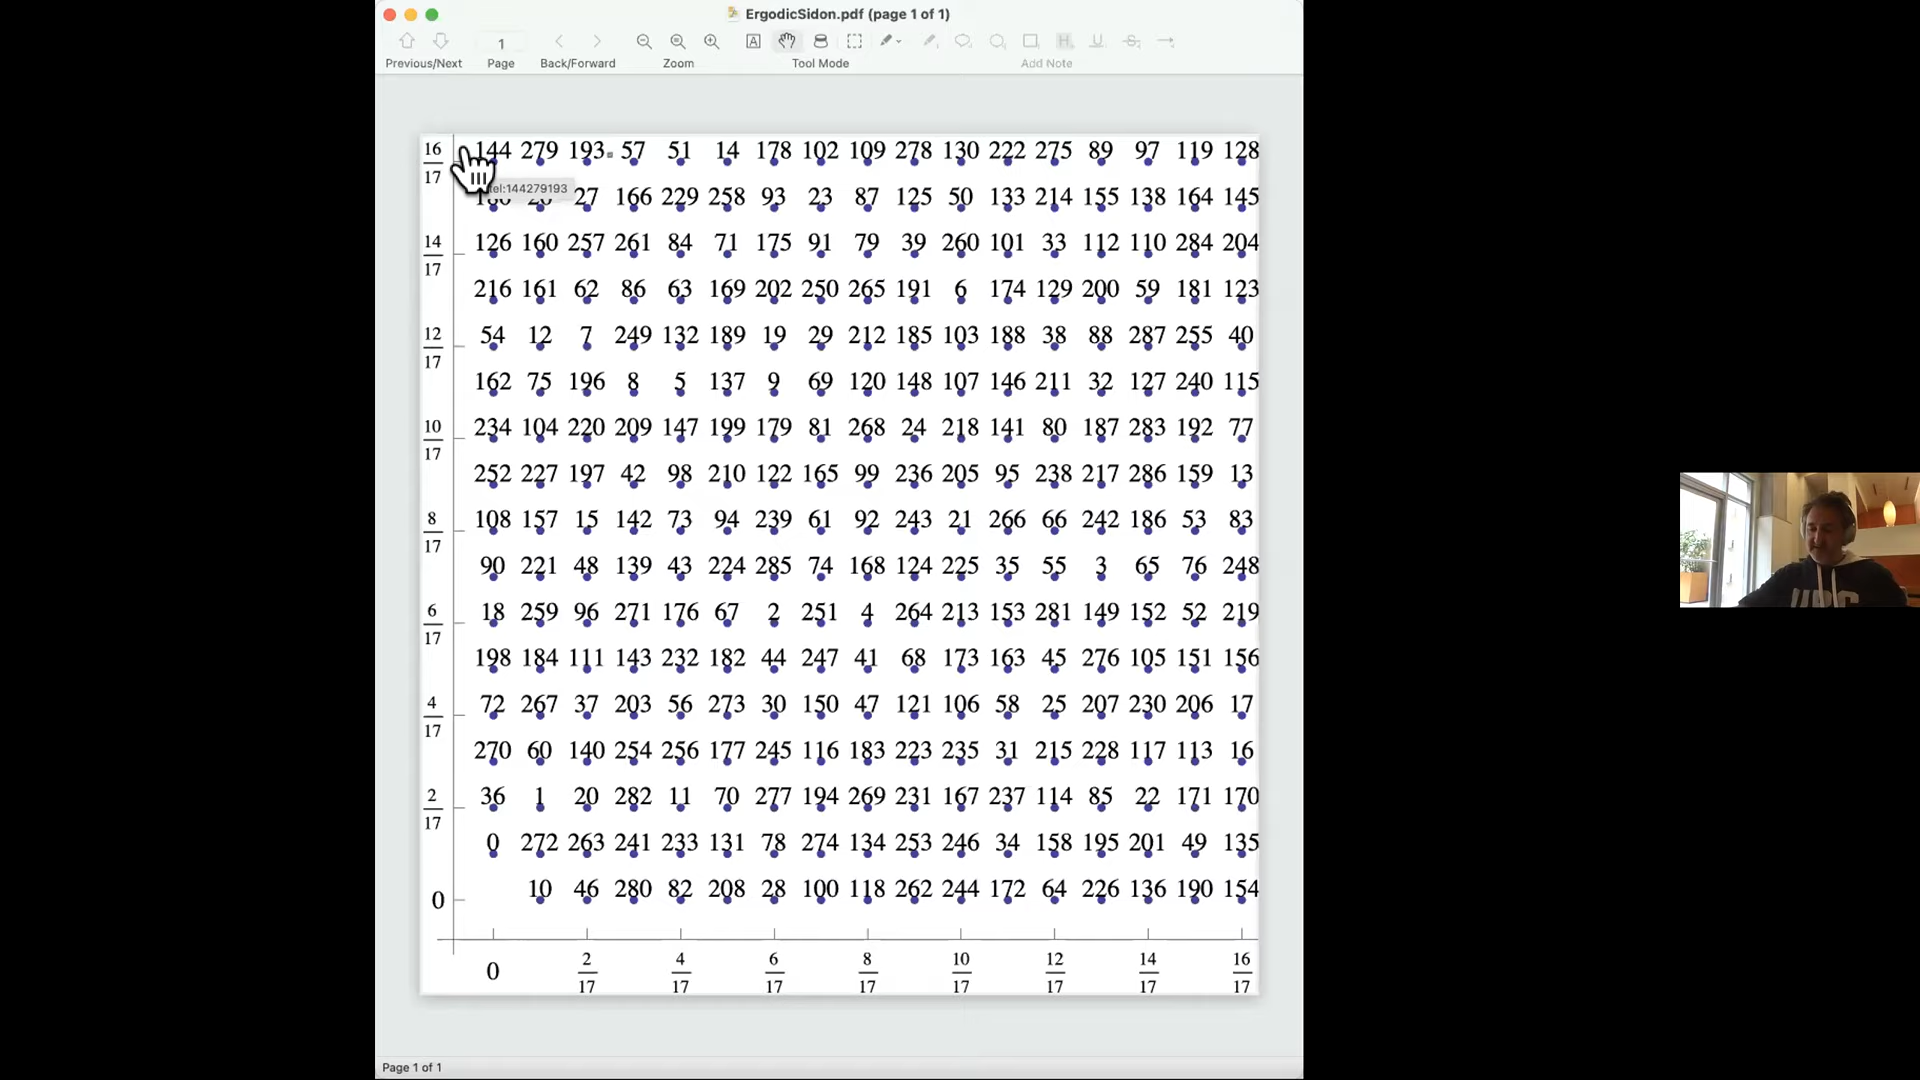 ErgodicSidon.pdf (page 1 of 1)
1
Previous/Next Page Back/Forward Zoom Tool Mode Add Note
16/17 144 279 193 57 51 14 178 102 109 278 130 222 275 89 97 119 128
tel:144279193
27 166 229 258 93 23 87 125 50 133 214 155 138 164 145
14/17 126 160 257 261 84 71 175 91 79 39 260 101 33 112 110 284 204
216 161 62 86 63 169 202 250 265 191 6 174 129 200 59 181 123
12/17 54 12 7 249 132 189 19 29 212 185 103 188 38 88 287 255 40
162 75 196 8 5 137 9 69 120 148 107 146 211 32 127 240 115
10/17 234 104 220 209 147 199 179 81 268 24 218 141 80 187 283 192 77
252 227 197 42 98 210 122 165 99 236 205 95 238 217 286 159 13
8/17 108 157 15 142 73 94 239 61 92 243 21 266 66 242 186 53 83
90 221 48 139 43 224 285 74 168 124 225 35 55 3 65 76 248
6/17 18 259 96 271 176 67 2 251 4 264 213 153 281 149 152 52 219
198 184 111 143 232 182 44 247 41 68 173 163 45 276 105 151 156
4/17 72 267 37 203 56 273 30 150 47 121 106 58 25 207 230 206 17
270 60 140 254 256 177 245 116 183 223 235 31 215 228 117 113 16
2/17 36 1 20 282 11 70 277 194 269 231 167 237 114 85 22 171 170
0 272 263 241 233 131 78 274 134 253 246 34 158 195 201 49 135
0 10 46 280 82 208 28 100 118 262 244 172 64 226 136 190 154
0 2/17 4/17 6/17 8/17 10/17 12/17 14/17 16/17
Page 1 of 1